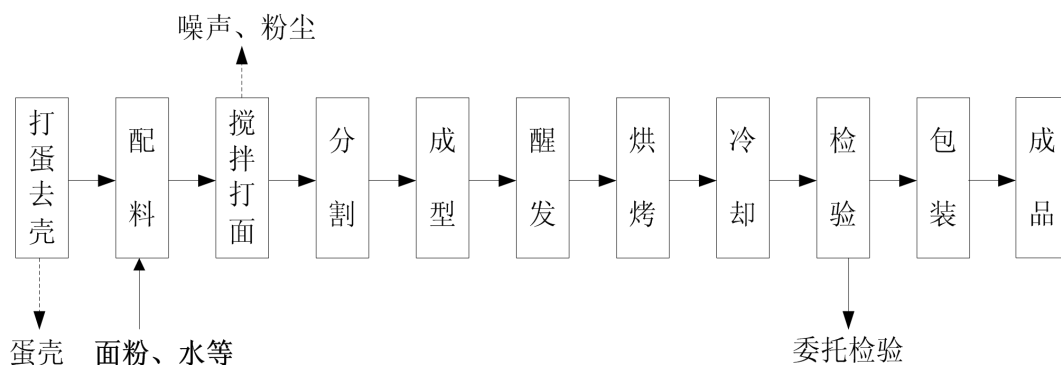 噪声、粉尘
打蛋去壳
配料
搅拌打面
分割
成型
醒发
烘烤
冷却
检验
包装
成品
蛋壳
面粉、水等
委托检验